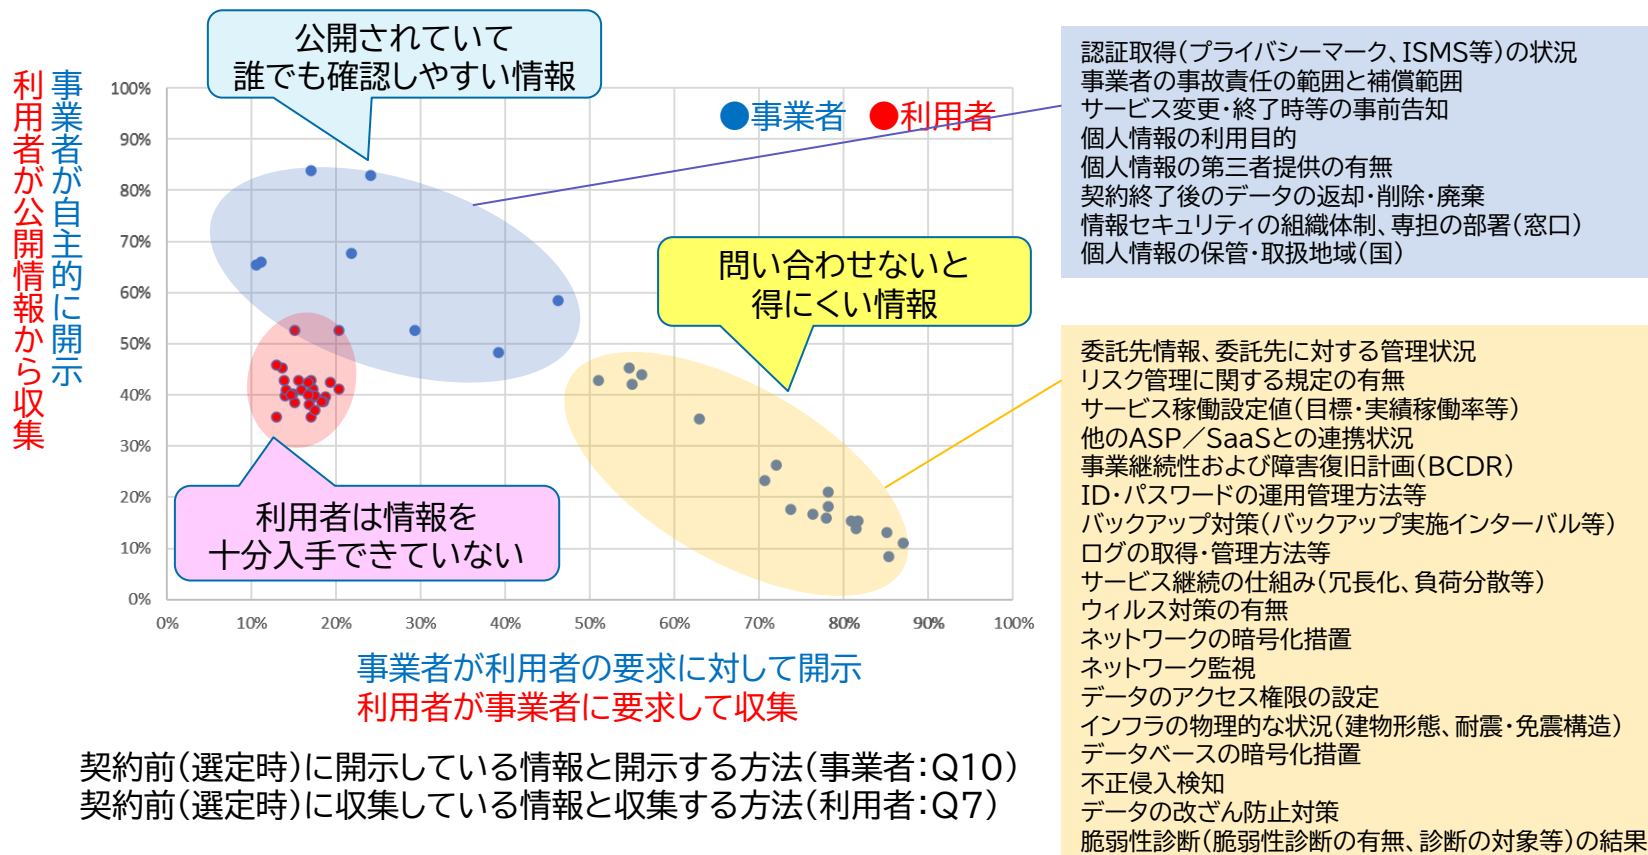 公開されていて
誰でも確認しやすい情報
事業者が自主的に開示
利用者が公開情報から収集
100%
90%
80%
70%
60%
50%
40%
30%
20%
10%
0%
●事業者 ●利用者
問い合わせないと
得にくい情報
利用者は情報を
十分入手できていない
0% 10% 20% 30% 40% 50% 60% 70% 80% 90% 100%
事業者が利用者の要求に対して開示
利用者が事業者に要求して収集
契約前(選定時)に開示している情報と開示する方法(事業者:Q10)
契約前(選定時)に収集している情報と収集する方法(利用者:Q7)
認証取得(プライバシーマーク、ISMS等)の状況
事業者の事故責任の範囲と補償範囲
サービス変更・終了時等の事前告知
個人情報の利用目的
個人情報の第三者提供の有無
契約終了後のデータの返却・削除・廃棄
情報セキュリティの組織体制、専担の部署(窓口)
個人情報の保管・取扱地域(国)
委託先情報、委託先に対する管理状況
リスク管理に関する規定の有無
サービス稼働設定値(目標・実績稼働率等)
他のASP/SaaSとの連携状況
事業継続性および障害復旧計画(BCDR)
ID・パスワードの運用管理方法等
バックアップ対策(バックアップ実施インターバル等)
ログの取得・管理方法等
サービス継続の仕組み(冗長化、負荷分散等)
ウィルス対策の有無
ネットワークの暗号化措置
ネットワーク監視
データのアクセス権限の設定
インフラの物理的な状況(建物形態、耐震・免震構造)
データベースの暗号化措置
不正侵入検知
データの改ざん防止対策
脆弱性診断(脆弱性診断の有無、診断の対象等)の結果